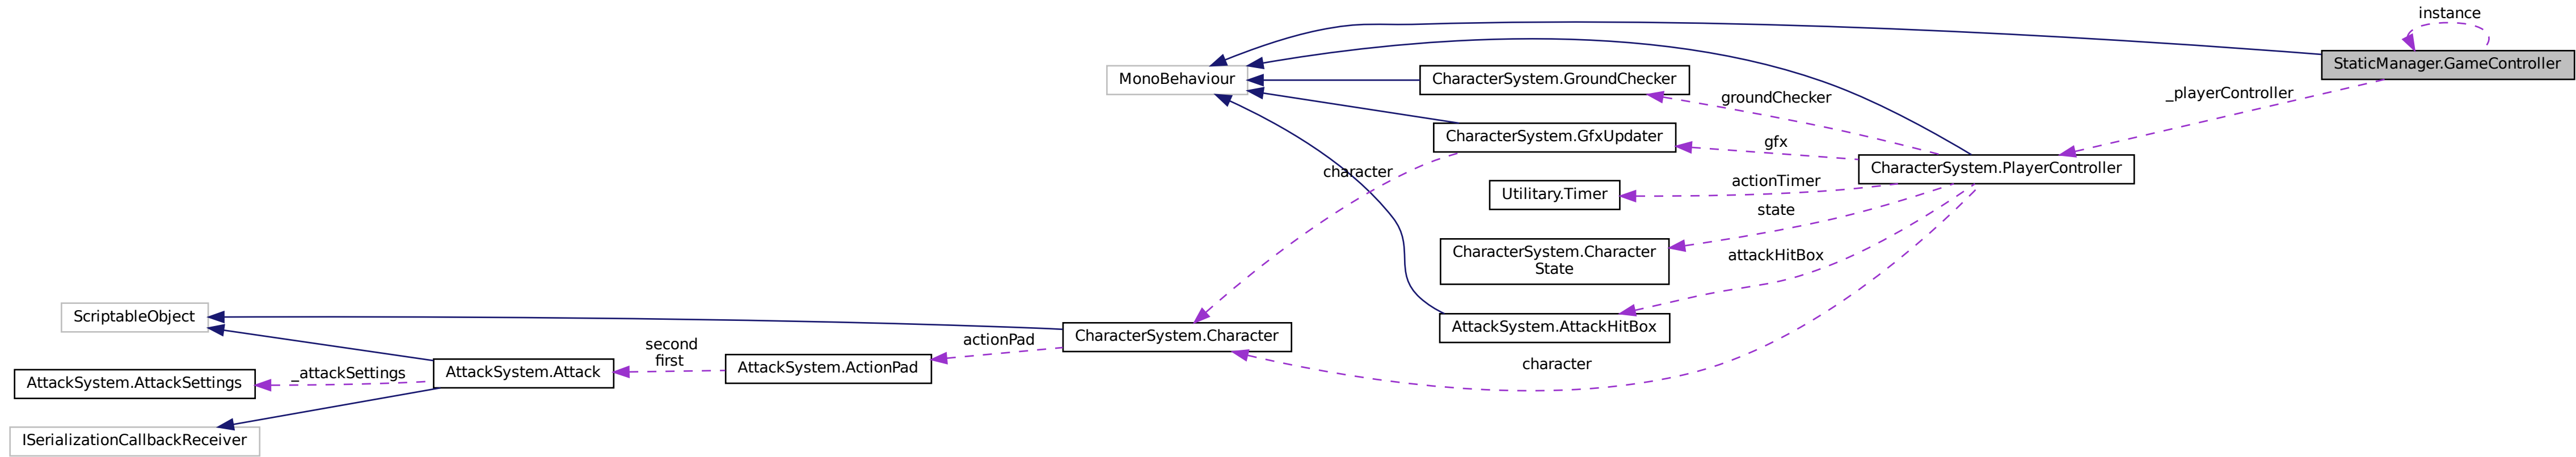 instance
StaticManager.GameController
MonoBehaviour
CharacterSystem.GroundChecker
_playerController
groundChecker
CharacterSystem.GfxUpdater
gfx
character
CharacterSystem.PlayerController
actionTimer
Utilitary.Timer
state
CharacterSystem.Character
State
attackHitBox
ScriptableObject
AttackSystem.AttackHitBox
CharacterSystem.Character
actionPad
second
first
character
AttackSystem.ActionPad
AttackSystem.Attack
_attackSettings
AttackSystem.AttackSettings
ISerializationCallbackReceiver